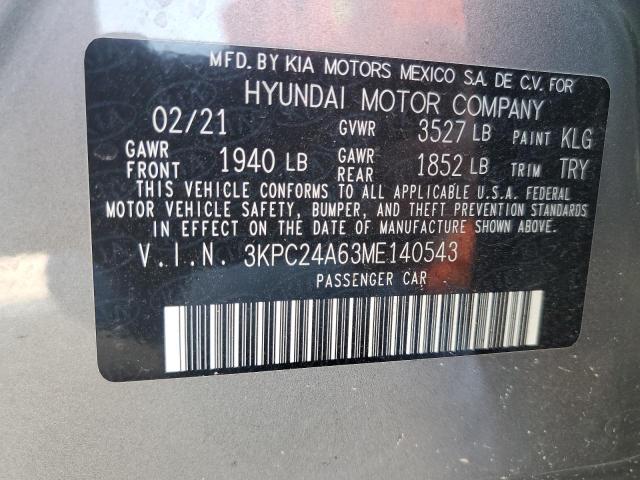 MFD. BY KIA MOTORS MEXICO S.A. DE C.V. FOR
HYUNDAI MOTOR COMPANY
02/21 GVWR 3527 LB PAINT KLG
GAWR FRONT 1940 LB GAWR REAR 1852 LB TRIM TRY
THIS VEHICLE CONFORMS TO ALL APPLICABLE U.S.A. FEDERAL
MOTOR VEHICLE SAFETY, BUMPER, AND THEFT PREVENTION STANDARDS
IN EFFECT ON THE DATE OF MANUFACTURE SHOWN ABOVE.
V.I.N. 3KPC24A63ME140543
PASSENGER CAR